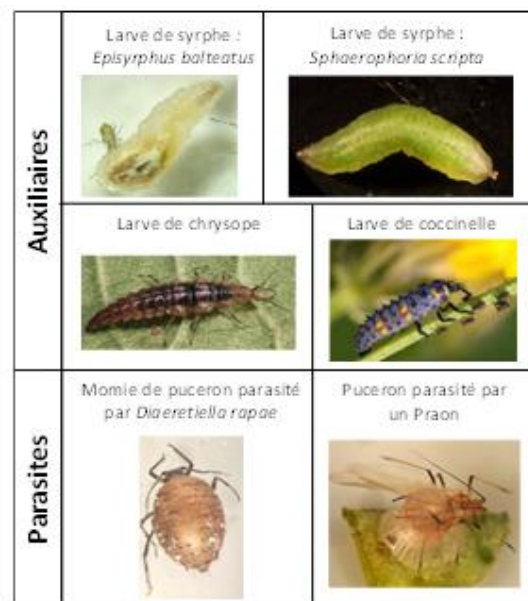 Auxiliaires
Larve de syrphe :
Episyrphus balteatus
Larve de syrphe :
Sphaerophoria scripta
Larve de chrysope
Larve de coccinelle
Parasites
Momie de puceron parasité
par Diaeretiella rapae
Puceron parasité par
un Praon